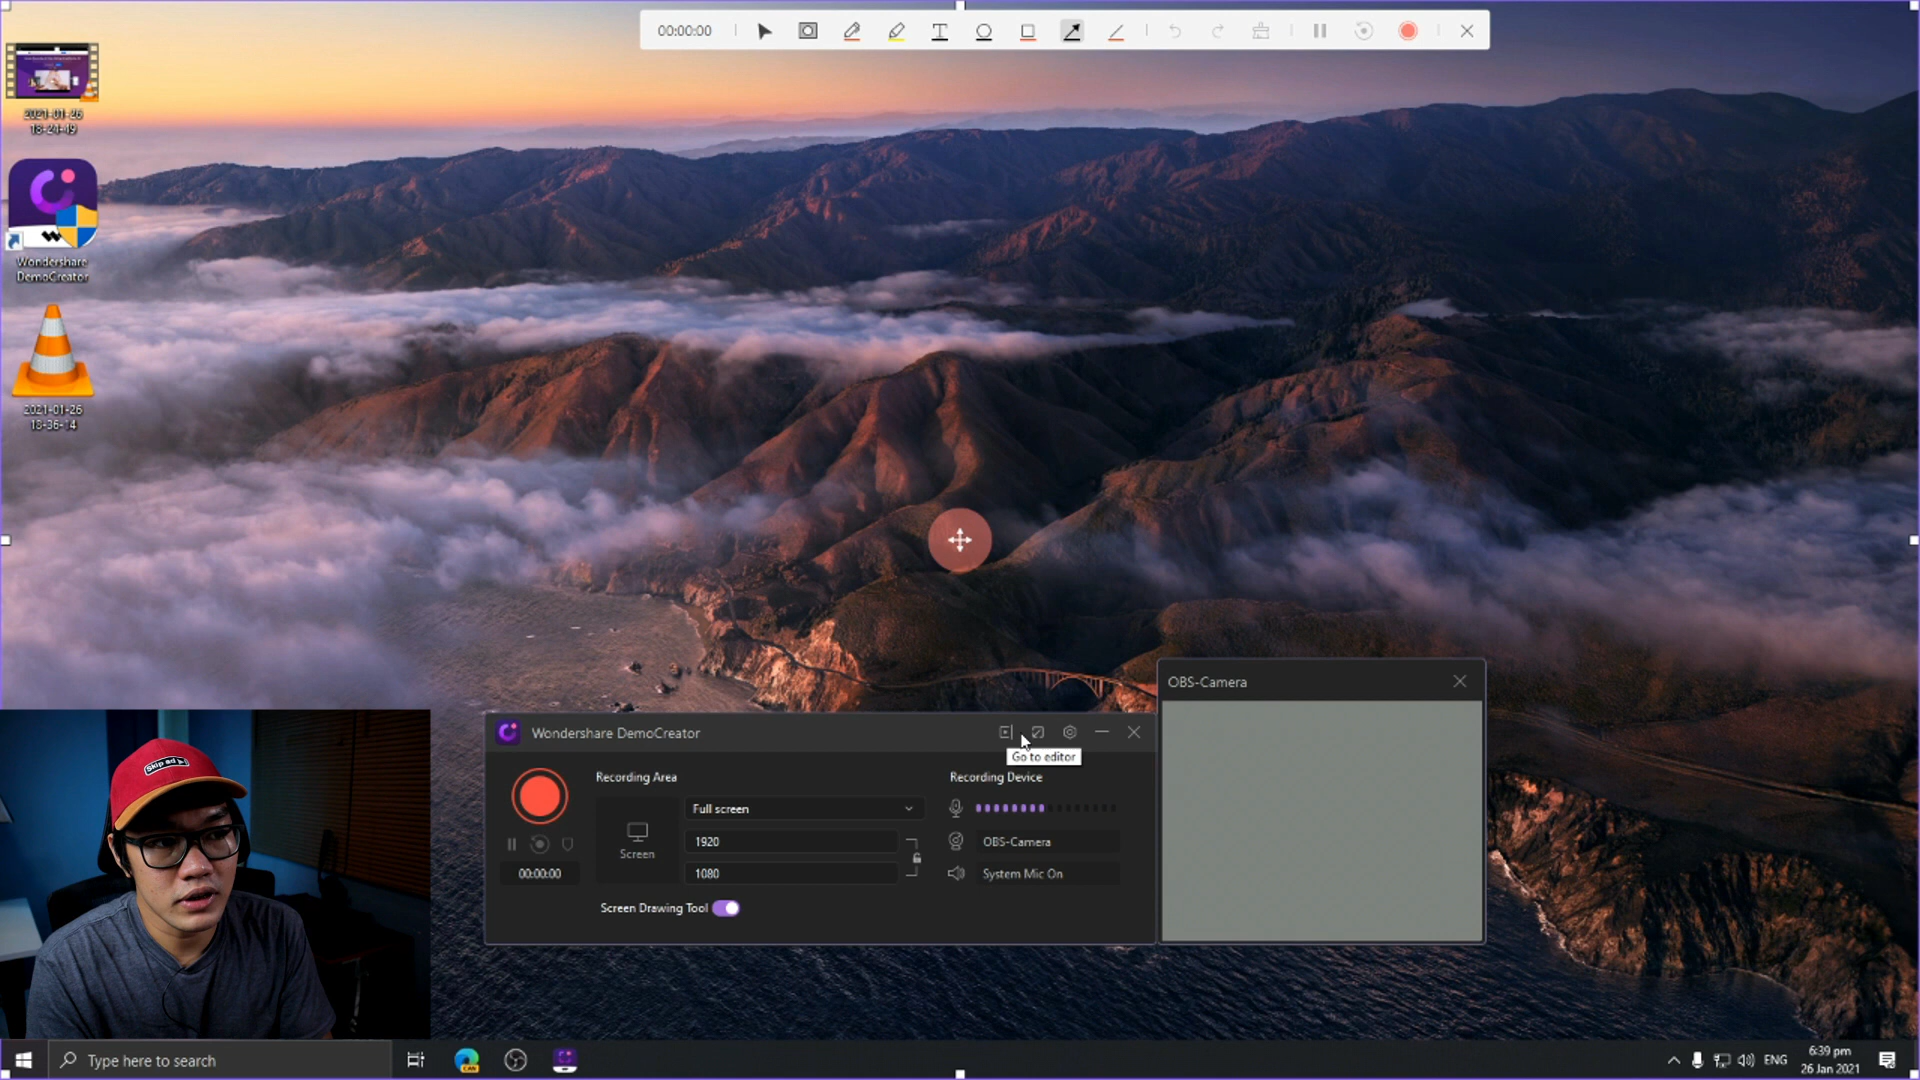 00:00:00
2021-01-26
18-24-49
Wondershare
DemoCreator
2021-01-26
18-36-14
Skip ad
Wondershare DemoCreator
Go to editor
Recording Area
Recording Device
Full screen
1920
OBS-Camera
Screen
1080
System Mic On
00:00:00
Screen Drawing Tool
OBS-Camera
Type here to search
ENG
6:39 pm
26 Jan 2021